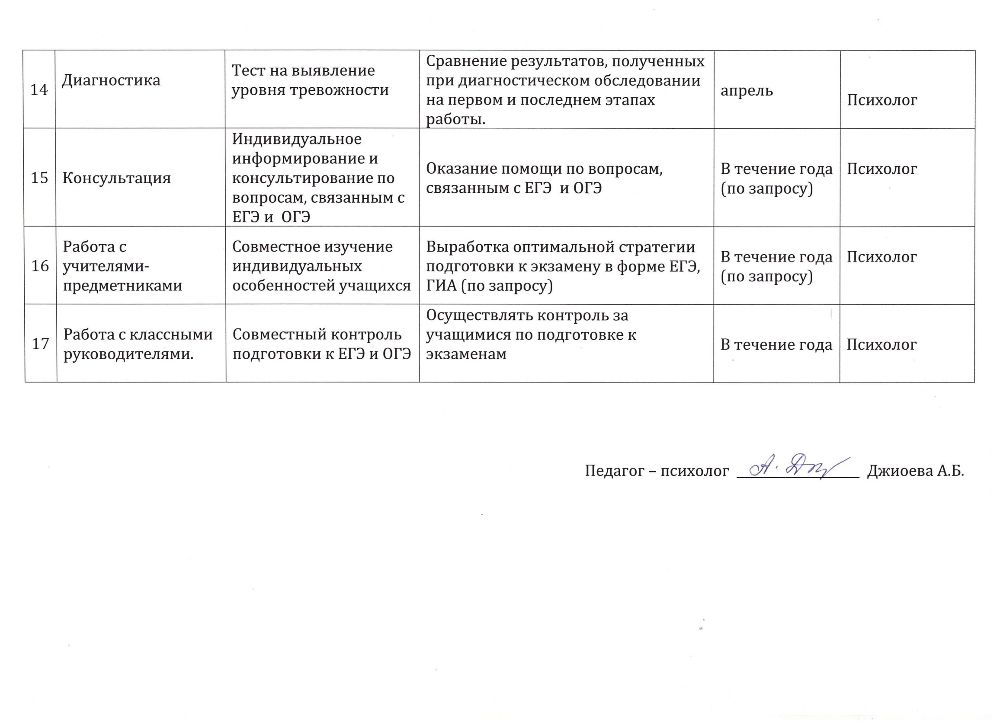 14
Диагностика
Тест на выявление
уровня тревожности
Сравнение результатов, полученных
при диагностическом обследовании
на первом и последнем этапах
работы.
апрель
Психолог
15
Консультация
Индивидуальное
информирование и
консультирование по
вопросам, связанным с
ЕГЭ и  ОГЭ
Оказание помощи по вопросам,
связанным с ЕГЭ  и ОГЭ
В течение года
(по запросу)
Психолог
16
Работа с
учителями-
предметниками
Совместное изучение
индивидуальных
особенностей учащихся
Выработка оптимальной стратегии
подготовки к экзамену в форме ЕГЭ,
ГИА (по запросу)
В течение года
(по запросу)
Психолог
17
Работа с классными
руководителями.
Совместный контроль
подготовки к ЕГЭ и ОГЭ
Осуществлять контроль за
учащимися по подготовке к
экзаменам
В течение года
Психолог
Педагог – психолог Джиоева А.Б.